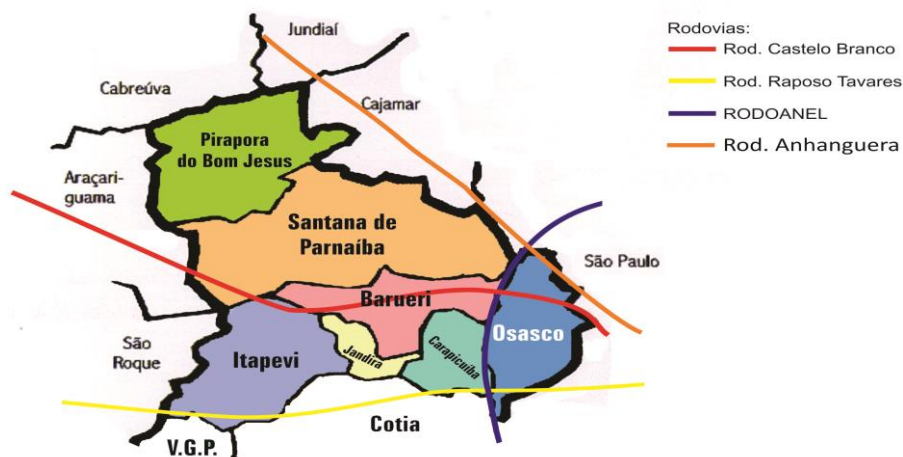 Jundiaí
Cabreúva
Cajamar
Pirapora
do Bom Jesus
Araçari-
guama
Santana de
Parnaíba
São Paulo
Barueri
Osasco
São
Roque
Itapevi
Jandira
Carapicuíba
Cotia
V.G.P.
Rodovias:
Rod. Castelo Branco
Rod. Raposo Tavares
RODOANEL
Rod. Anhanguera